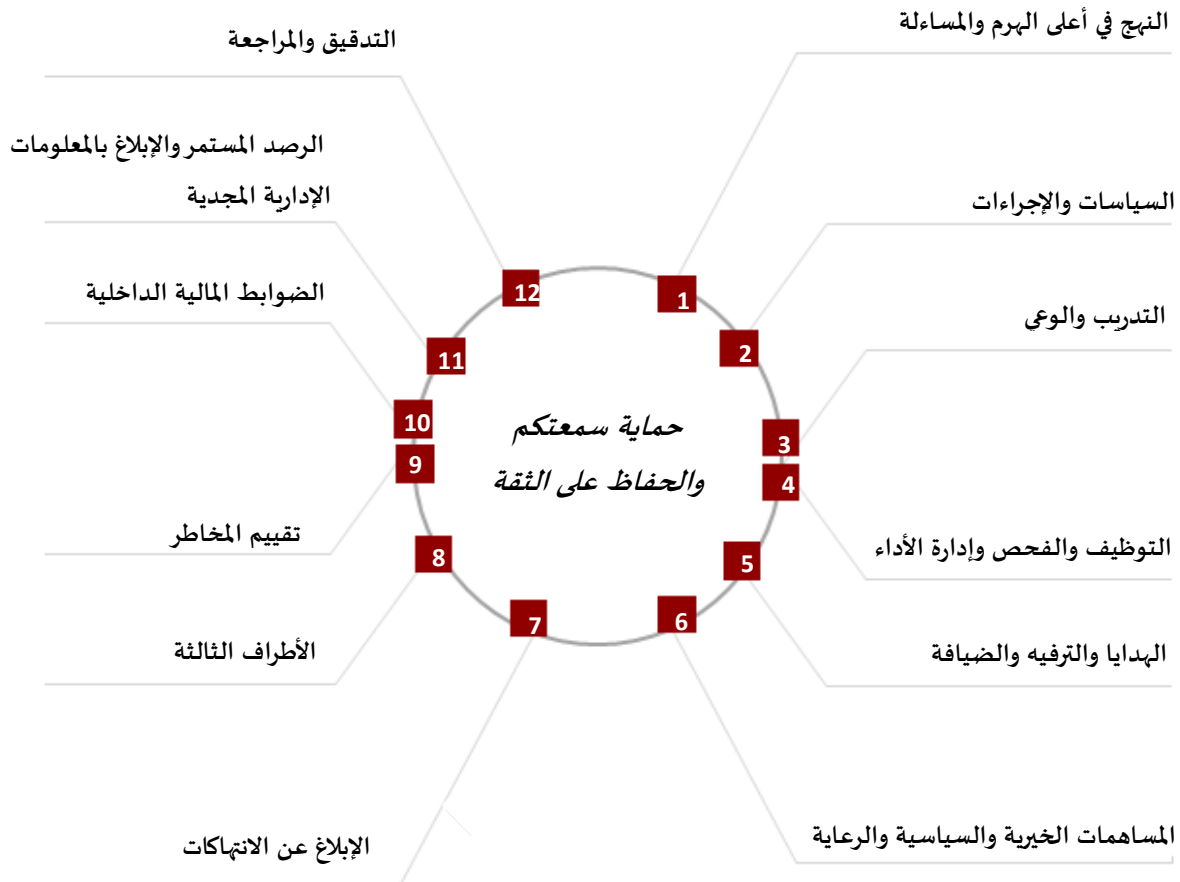 النهج في أعلى الهرم والمساءلة
1
السياسات والإجراءات
2
التدريب والوعي
3
التوظيف والفحص وإدارة الأداء
4
الهدايا والترفيه والضيافة
5
المساهمات الخيرية والسياسية والرعاية
6
الإبلاغ عن الانتهاكات
7
الأطراف الثالثة
8
تقييم المخاطر
9
الضوابط المالية الداخلية
10
الرصد المستمر والإبلاغ بالمعلومات
الإدارية المجدية
11
التدقيق والمراجعة
12
حماية سمعتكم
والحفاظ على الثقة